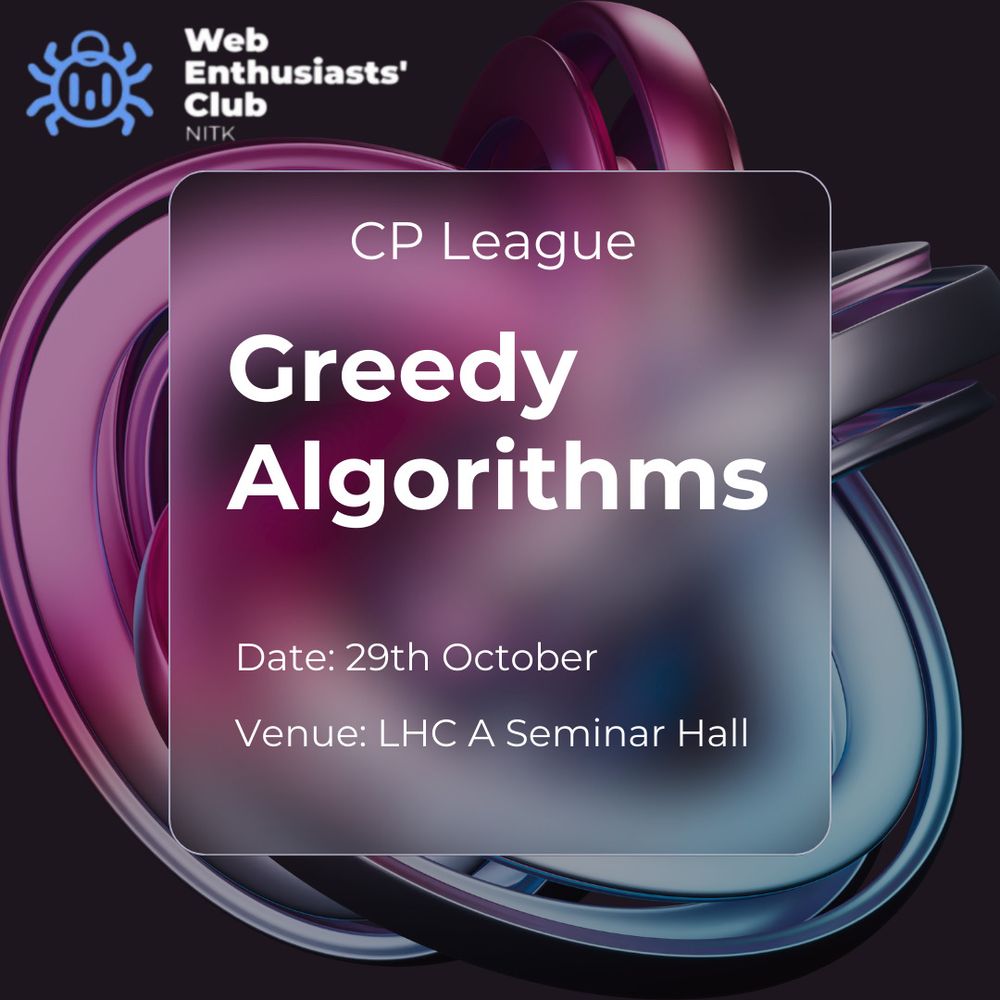 Web
Enthusiasts'
Club
NITK
CP League
Greedy
Algorithms
Date: 29th October
Venue: LHC A Seminar Hall